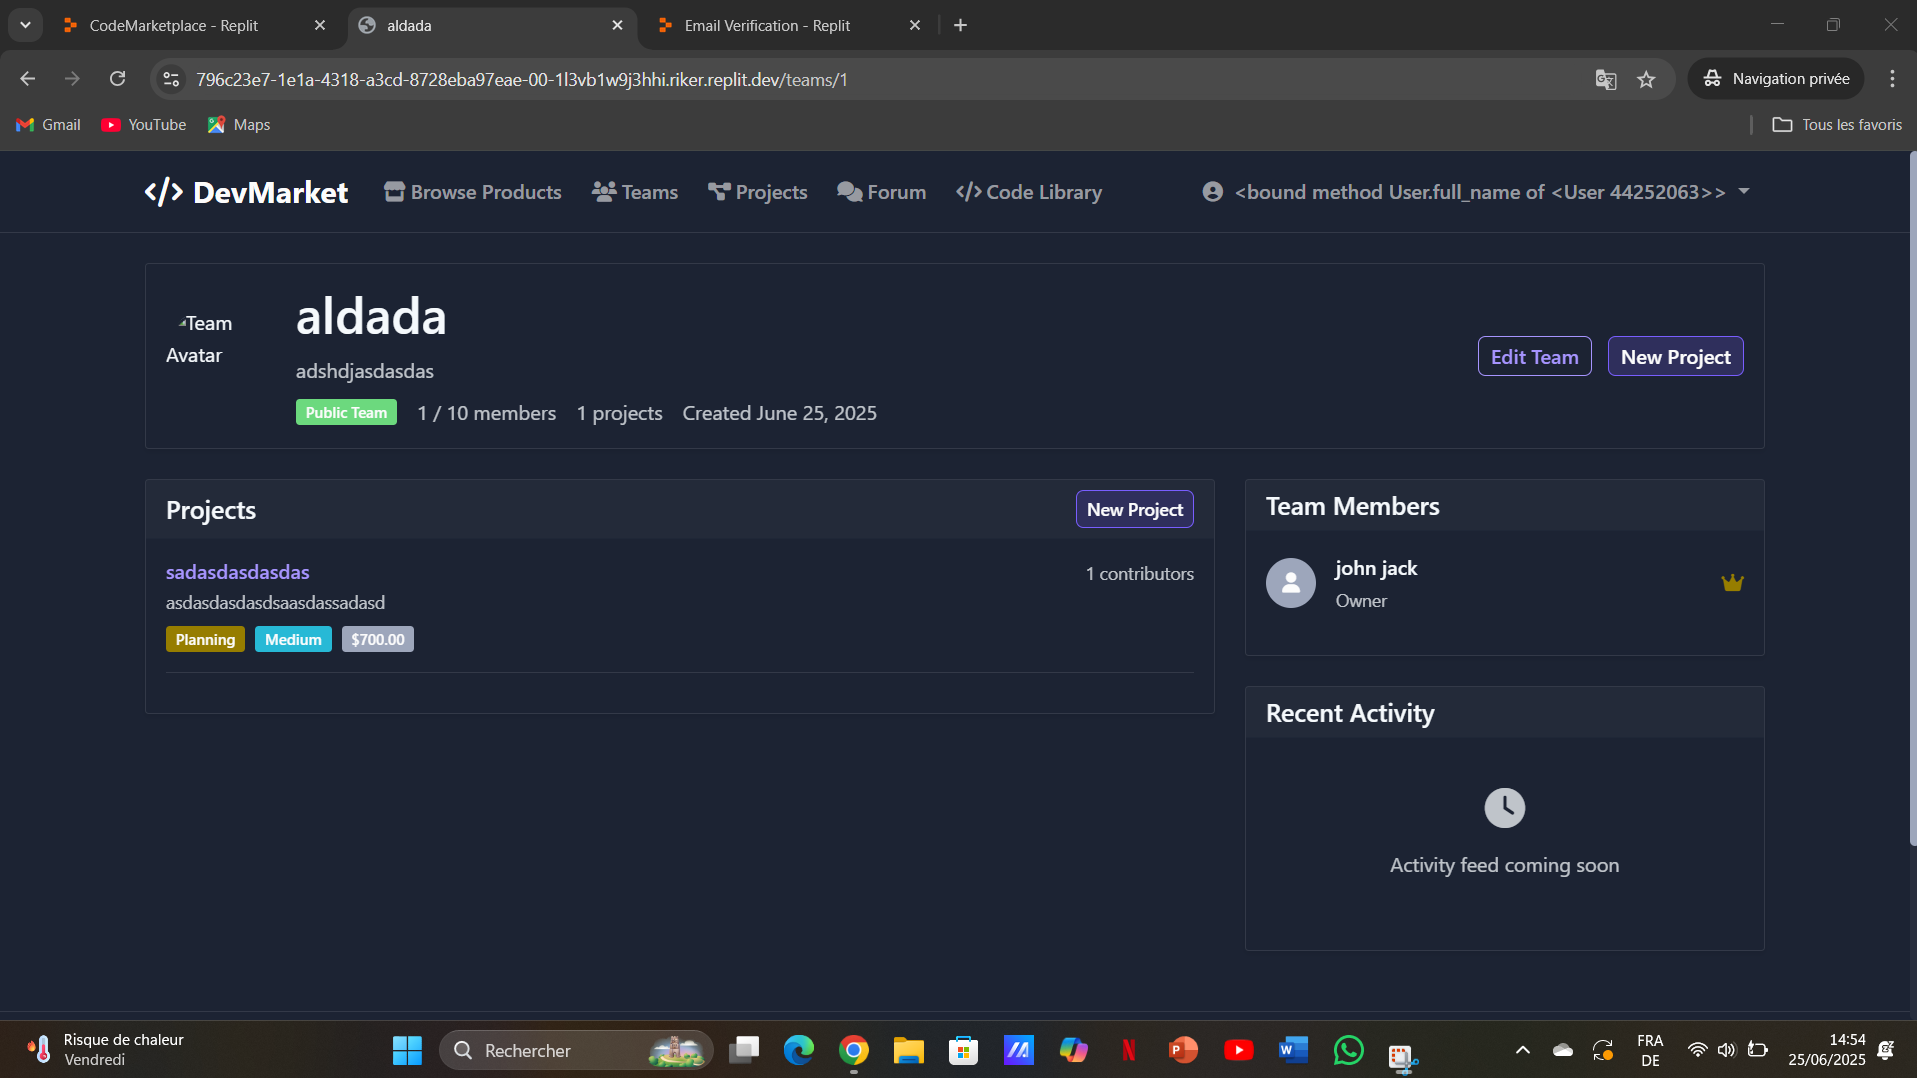 CodeMarketplace - Replit
aldada
Email Verification - Replit
796c23e7-1e1a-4318-a3cd-8728eba97eae-00-1l3vb1w9j3hhi.riker.replit.dev/teams/1
Navigation privée
Gmail
YouTube
Maps
Tous les favoris
</> DevMarket
Browse Products
Teams
Projects
Forum
</> Code Library
<bound method User.full_name of <User 44252063>>
Team
Avatar
aldada
adshdjasdasdas
Public Team
1 / 10 members
1 projects
Created June 25, 2025
Edit Team
New Project
Projects
New Project
sadasdasdasdas
1 contributors
asdasdasdasdsaasdassadasd
Planning
Medium
$700.00
Team Members
john jack
Owner
Recent Activity
Activity feed coming soon
Risque de chaleur
Vendredi
Rechercher
FRA
DE
14:54
25/06/2025